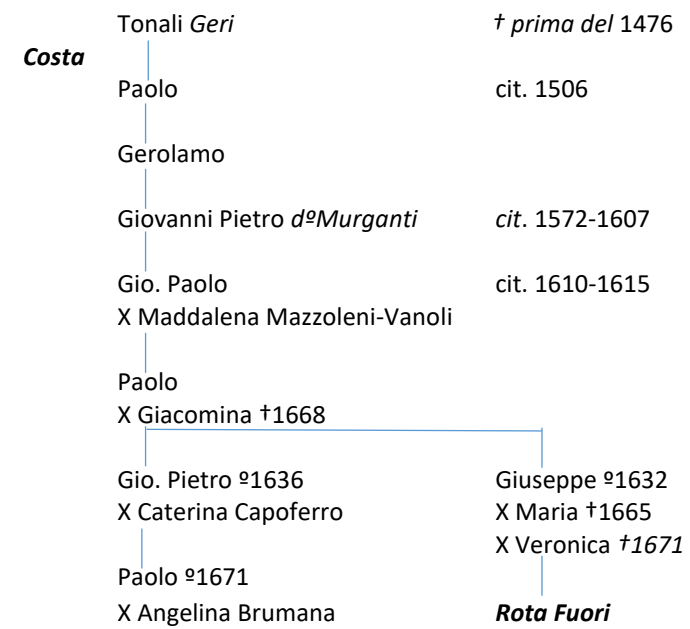 Tonali Geri † prima del 1476
Costa
Paolo cit. 1506
Gerolamo
Giovanni Pietro dºMurganti cit. 1572-1607
Gio. Paolo cit. 1610-1615
X Maddalena Mazzoleni-Vanoli
Paolo
X Giacomina †1668
Gio. Pietro º1636 Giuseppe º1632
X Caterina Capoferro X Maria †1665
X Veronica †1671
Paolo º1671
X Angelina Brumana Rota Fuori